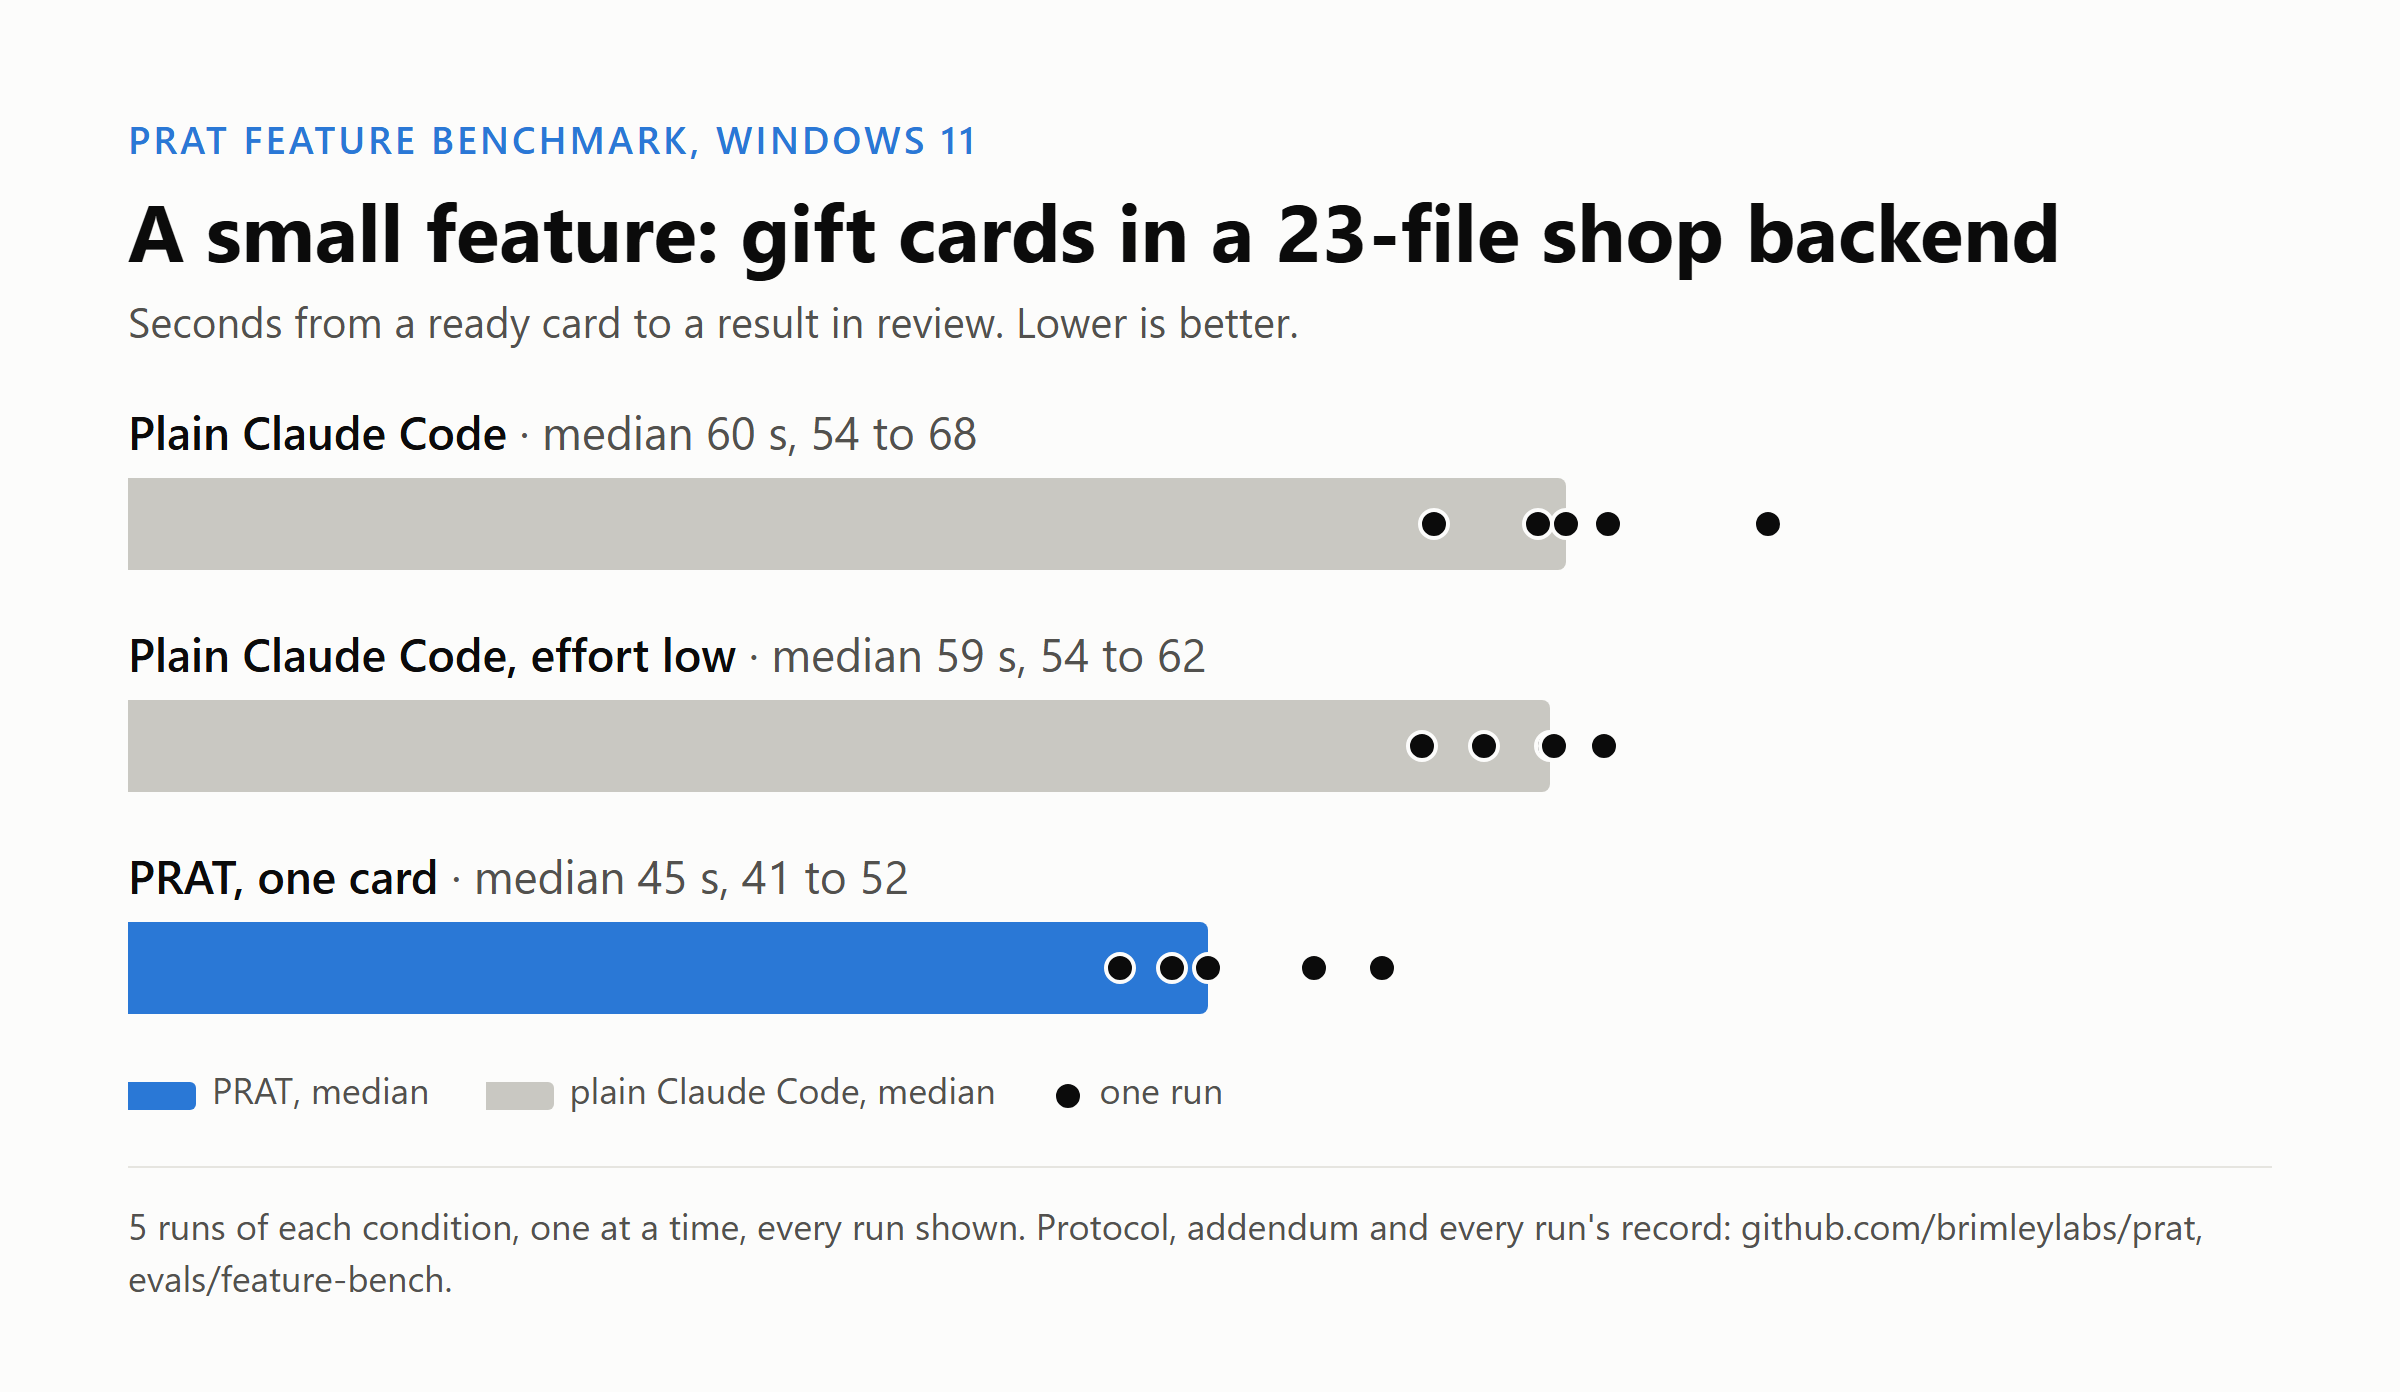 PRAT FEATURE BENCHMARK, WINDOWS 11
A small feature: gift cards in a 23-file shop backend
Seconds from a ready card to a result in review. Lower is better.
Plain Claude Code · median 60 s, 54 to 68
Plain Claude Code, effort low · median 59 s, 54 to 62
PRAT, one card · median 45 s, 41 to 52
PRAT, median plain Claude Code, median one run
5 runs of each condition, one at a time, every run shown. Protocol, addendum and every run's record: github.com/brimleylabs/prat,
evals/feature-bench.